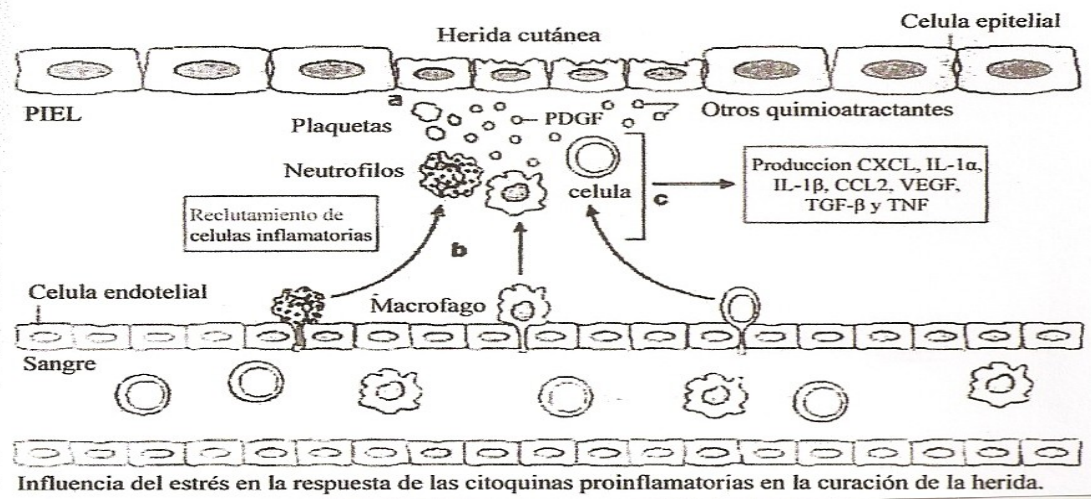 Celula epitelial
Herida cutánea
PIEL
a
Plaquetas
PDGF
Otros quimioatractantes
Neutrofilos
celula
c
Produccion CXCL, IL-1α,
IL-1β, CCL2, VEGF,
TGF-β y TNF
Reclutamiento de
celulas inflamatorias
b
Celula endotelial
Macrofago
Sangre
Influencia del estrés en la respuesta de las citoquinas proinflamatorias en la curación de la herida.